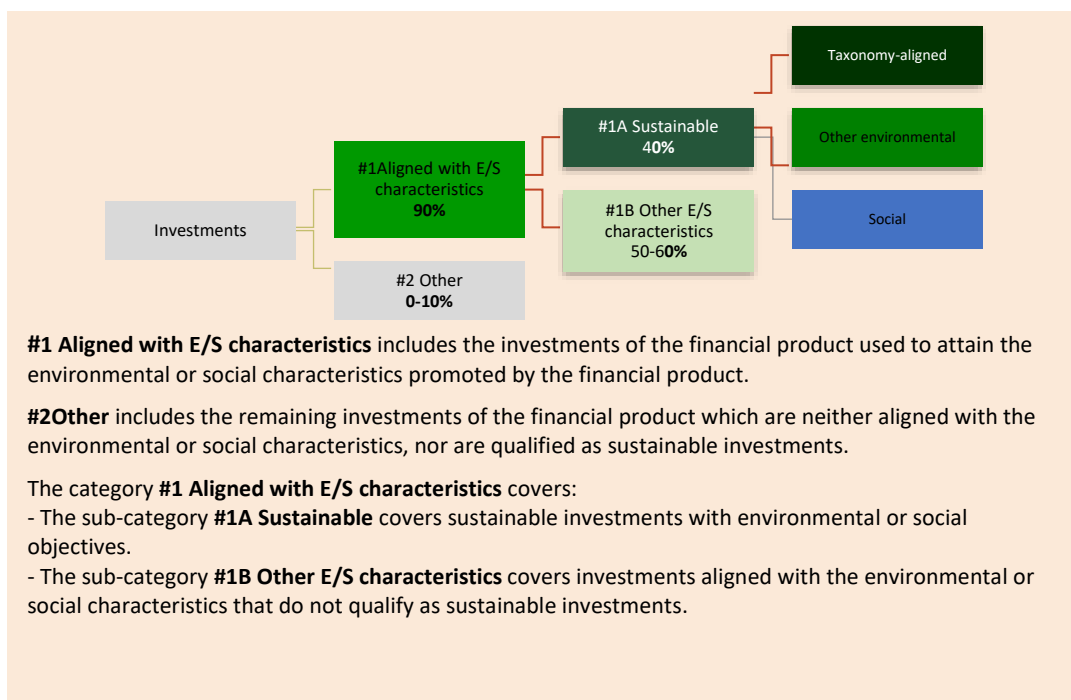 Taxonomy-aligned
#1A Sustainable
40%
Other environmental
#1Aligned with E/S
characteristics
90%
#1B Other E/S
characteristics
50-60%
Social
Investments
#2 Other
0-10%
#1 Aligned with E/S characteristics includes the investments of the financial product used to attain the
environmental or social characteristics promoted by the financial product.
#2Other includes the remaining investments of the financial product which are neither aligned with the
environmental or social characteristics, nor are qualified as sustainable investments.
The category #1 Aligned with E/S characteristics covers:
- The sub-category #1A Sustainable covers sustainable investments with environmental or social
objectives.
- The sub-category #1B Other E/S characteristics covers investments aligned with the environmental or
social characteristics that do not qualify as sustainable investments.